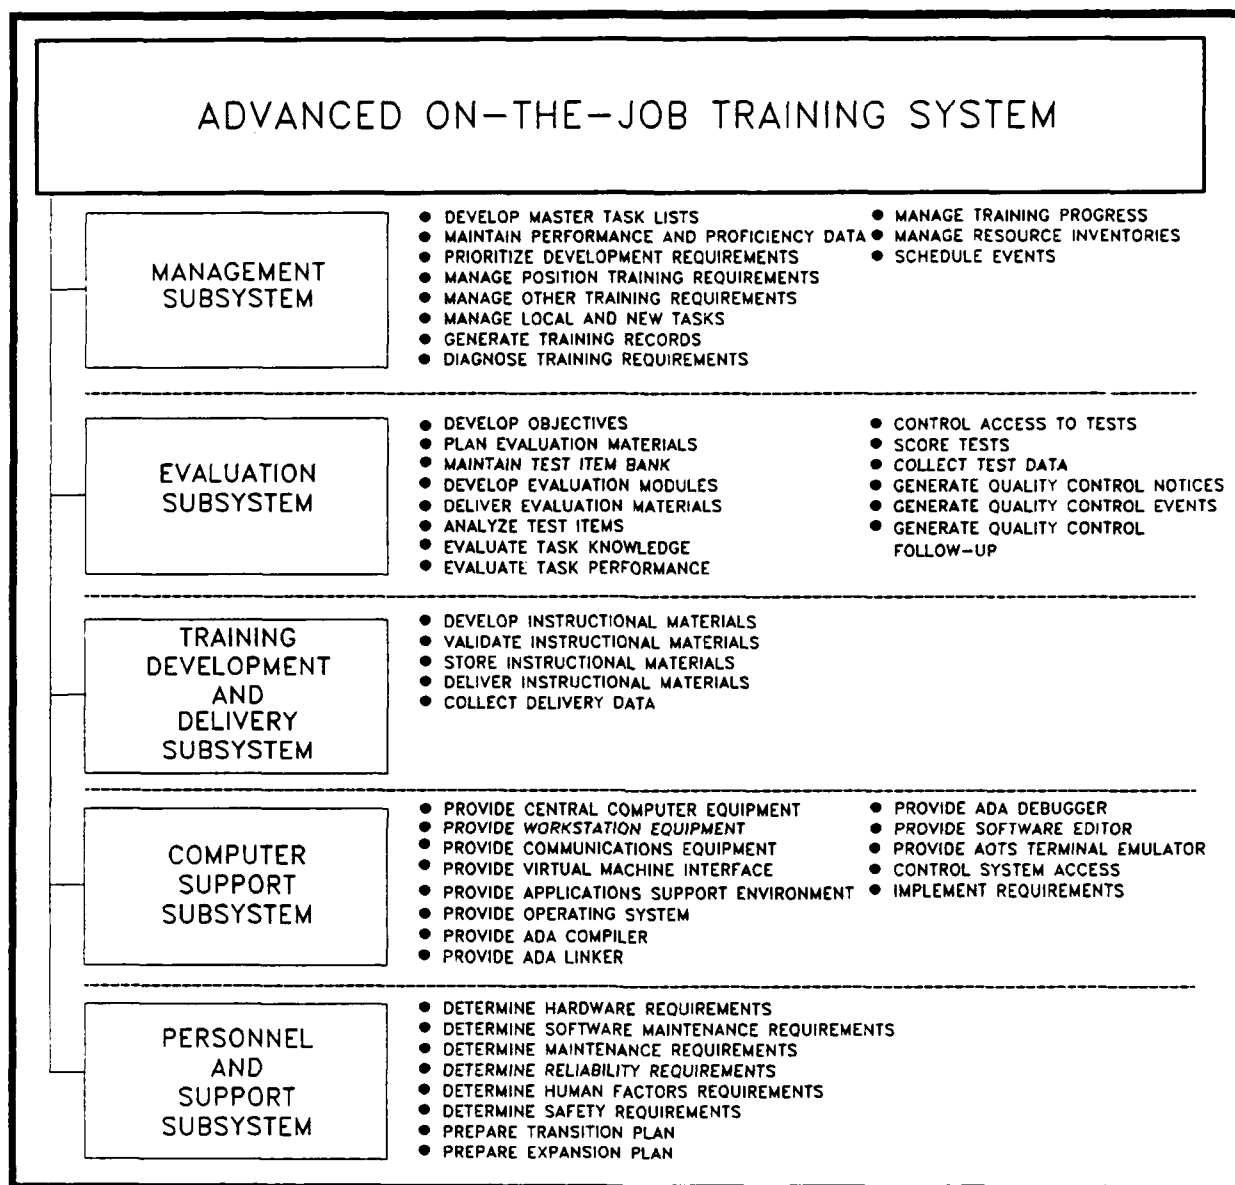 ADVANCED ON-THE-JOB TRAINING SYSTEM
MANAGEMENT
SUBSYSTEM
● DEVELOP MASTER TASK LISTS
● MAINTAIN PERFORMANCE AND PROFICIENCY DATA
● PRIORITIZE DEVELOPMENT REQUIREMENTS
● MANAGE POSITION TRAINING REQUIREMENTS
● MANAGE OTHER TRAINING REQUIREMENTS
● MANAGE LOCAL AND NEW TASKS
● GENERATE TRAINING RECORDS
● DIAGNOSE TRAINING REQUIREMENTS
● MANAGE TRAINING PROGRESS
● MANAGE RESOURCE INVENTORIES
● SCHEDULE EVENTS
EVALUATION
SUBSYSTEM
● DEVELOP OBJECTIVES
● PLAN EVALUATION MATERIALS
● MAINTAIN TEST ITEM BANK
● DEVELOP EVALUATION MODULES
● DELIVER EVALUATION MATERIALS
● ANALYZE TEST ITEMS
● EVALUATE TASK KNOWLEDGE
● EVALUATE TASK PERFORMANCE
● CONTROL ACCESS TO TESTS
● SCORE TESTS
● COLLECT TEST DATA
● GENERATE QUALITY CONTROL NOTICES
● GENERATE QUALITY CONTROL EVENTS
● GENERATE QUALITY CONTROL
FOLLOW-UP
TRAINING
DEVELOPMENT
AND
DELIVERY
SUBSYSTEM
● DEVELOP INSTRUCTIONAL MATERIALS
● VALIDATE INSTRUCTIONAL MATERIALS
● STORE INSTRUCTIONAL MATERIALS
● DELIVER INSTRUCTIONAL MATERIALS
● COLLECT DELIVERY DATA
COMPUTER
SUPPORT
SUBSYSTEM
● PROVIDE CENTRAL COMPUTER EQUIPMENT
● PROVIDE WORKSTATION EQUIPMENT
● PROVIDE COMMUNICATIONS EQUIPMENT
● PROVIDE VIRTUAL MACHINE INTERFACE
● PROVIDE APPLICATIONS SUPPORT ENVIRONMENT
● PROVIDE OPERATING SYSTEM
● PROVIDE ADA COMPILER
● PROVIDE ADA LINKER
● PROVIDE ADA DEBUGGER
● PROVIDE SOFTWARE EDITOR
● PROVIDE AOTS TERMINAL EMULATOR
● CONTROL SYSTEM ACCESS
● IMPLEMENT REQUIREMENTS
PERSONNEL
AND
SUPPORT
SUBSYSTEM
● DETERMINE HARDWARE REQUIREMENTS
● DETERMINE SOFTWARE MAINTENANCE REQUIREMENTS
● DETERMINE MAINTENANCE REQUIREMENTS
● DETERMINE RELIABILITY REQUIREMENTS
● DETERMINE HUMAN FACTORS REQUIREMENTS
● DETERMINE SAFETY REQUIREMENTS
● PREPARE TRANSITION PLAN
● PREPARE EXPANSION PLAN